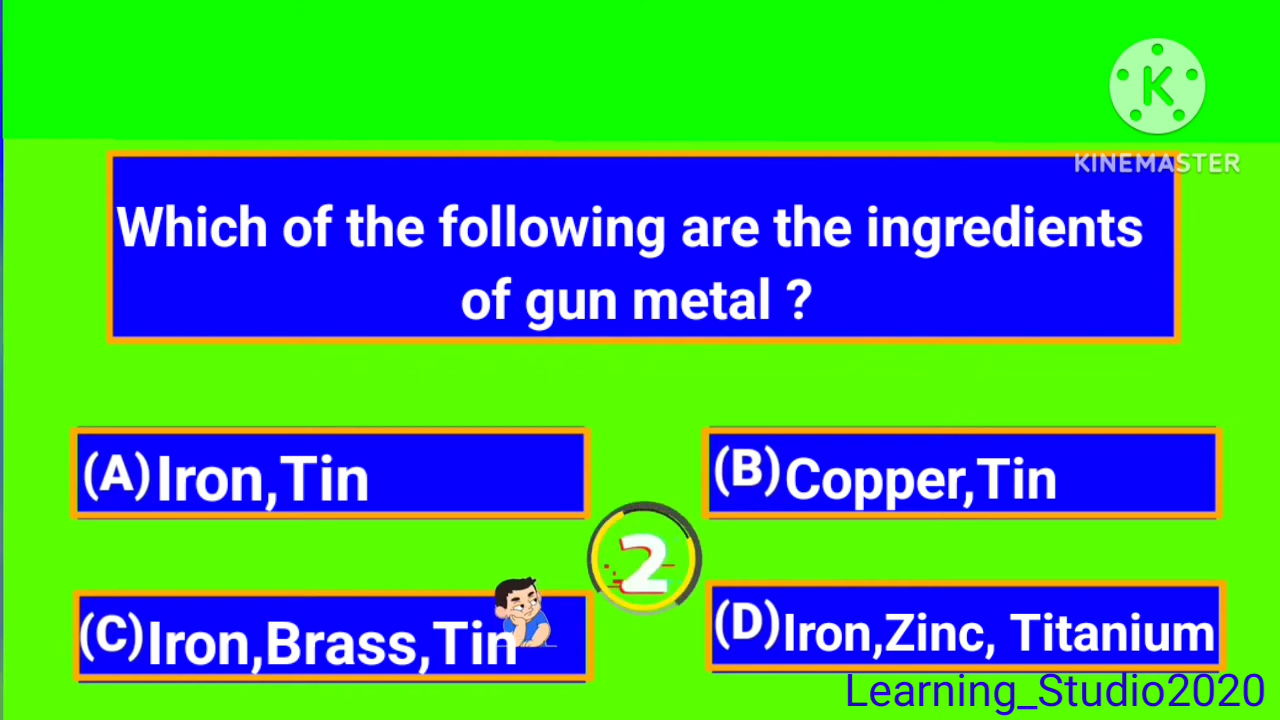 K
KINEMASTER
Which of the following are the ingredients
of gun metal ?
(A)Iron,Tin
(B)Copper,Tin
2
(C)Iron,Brass,Tin
(D)Iron,Zinc, Titanium
Learning_Studio2020